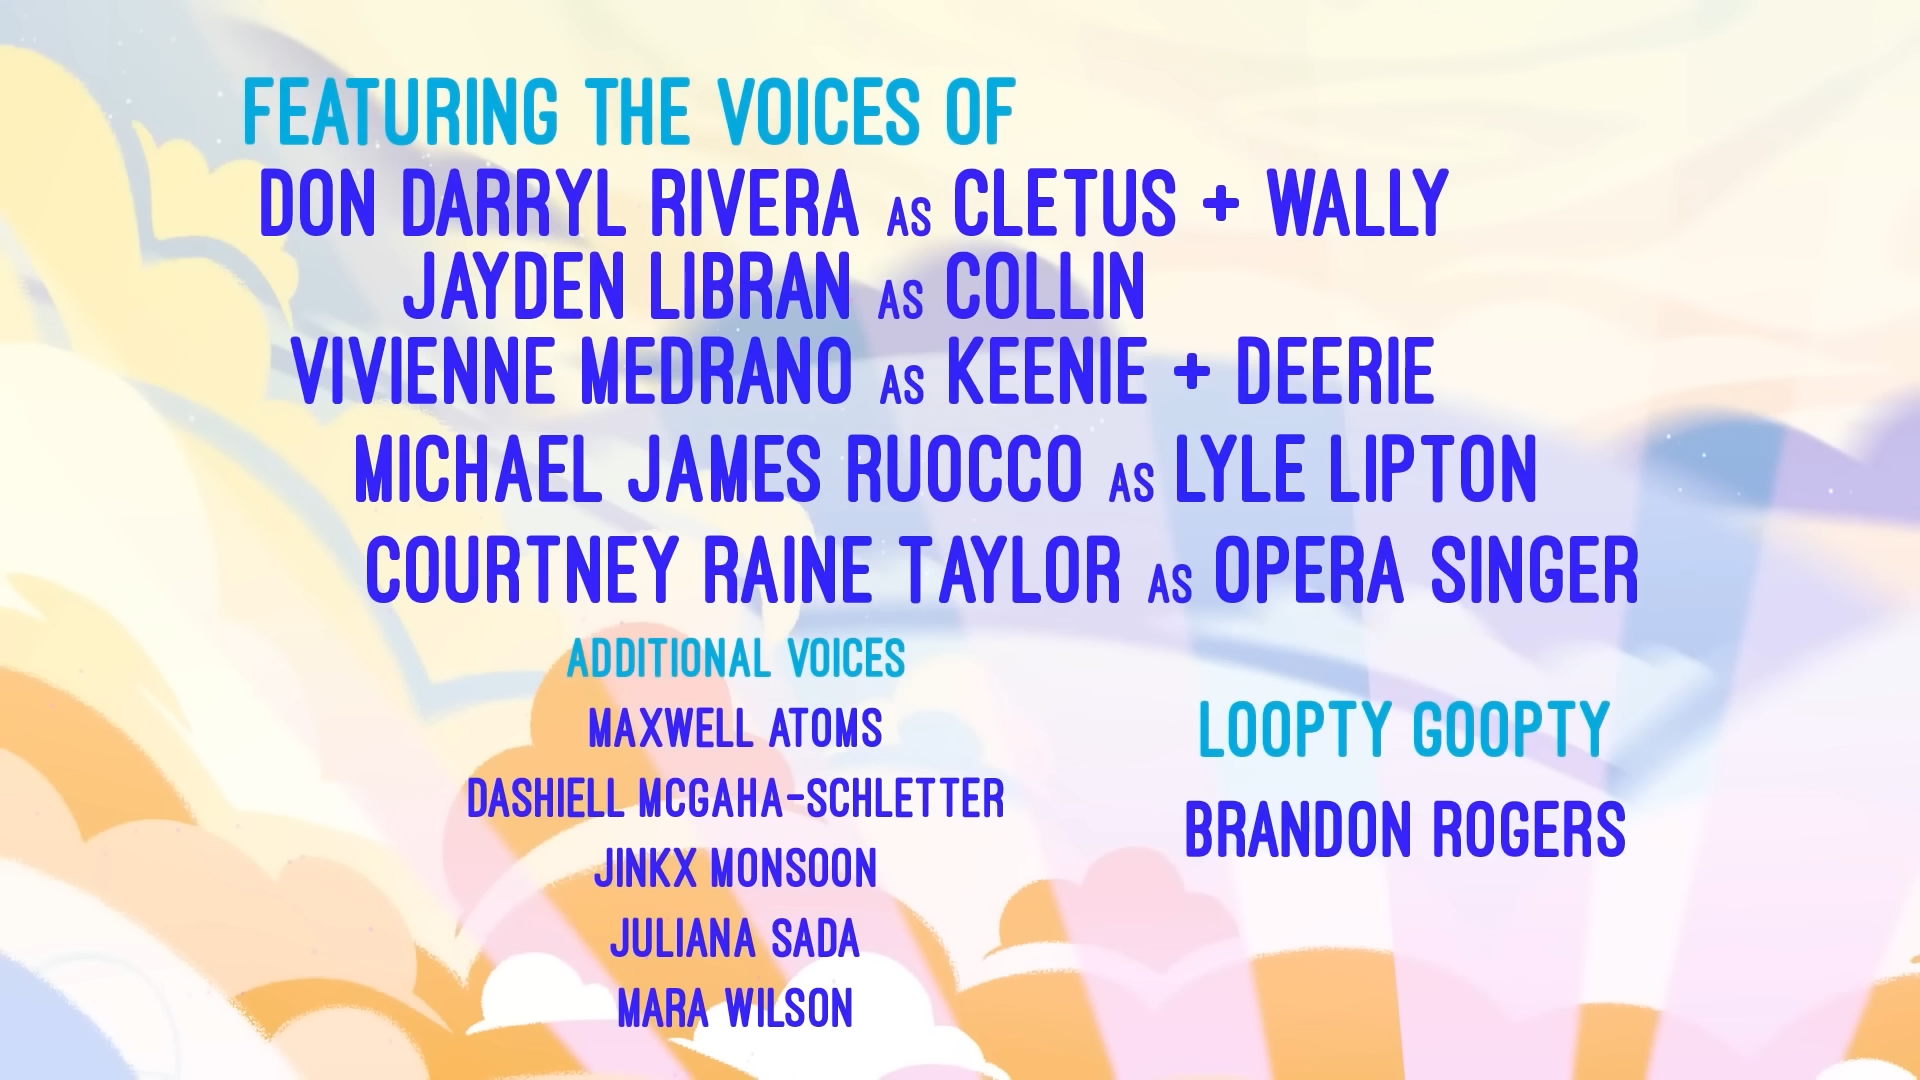 FEATURING THE VOICES OF
DON DARRYL RIVERA AS CLETUS + WALLY
JAYDEN LIBRAN AS COLLIN
VIVIENNE MEDRANO AS KEENIE + DEERIE
MICHAEL JAMES RUOCCO AS LYLE LIPTON
COURTNEY RAINE TAYLOR AS OPERA SINGER
ADDITIONAL VOICES
MAXWELL ATOMS
DASHIELL MCGAHA-SCHLETTER
JINKX MONSOON
JULIANA SADA
MARA WILSON
LOOPTY GOOPTY
BRANDON ROGERS